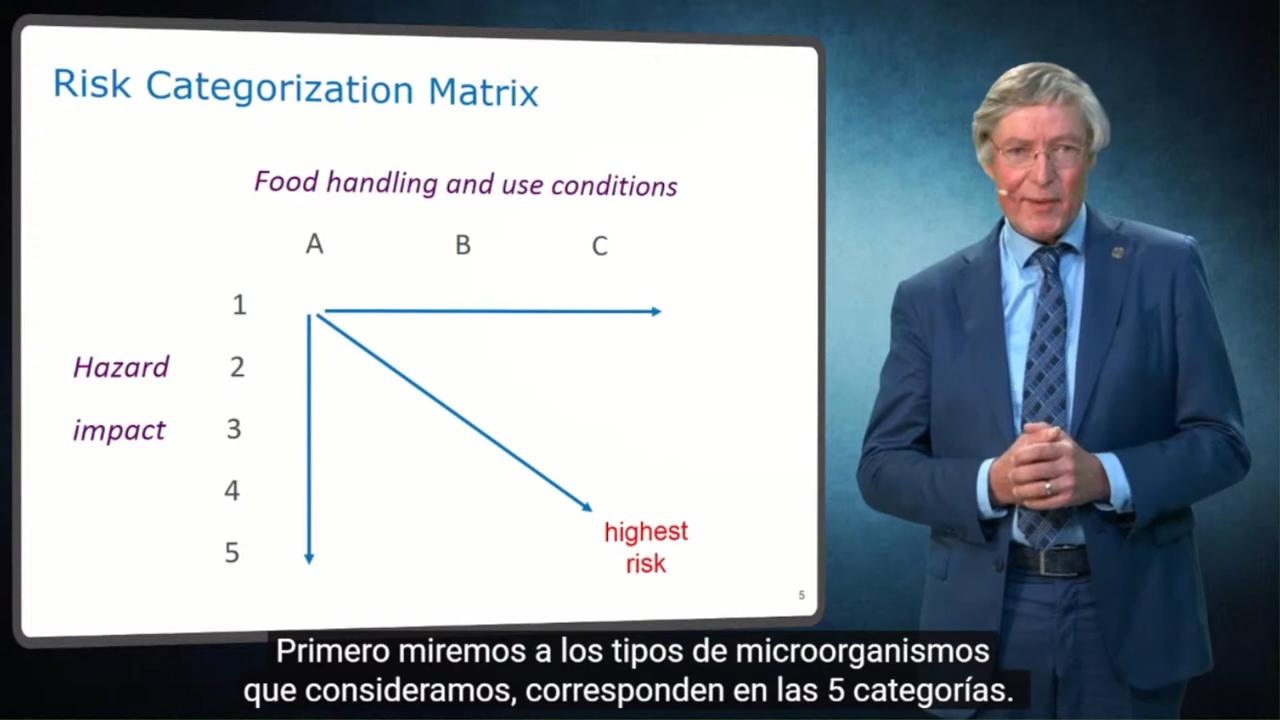 Risk Categorization Matrix
Food handling and use conditions
A B C
1
Hazard 2
impact 3
4
5
highest
risk
5
Primero miremos a los tipos de microorganismos
que consideramos, corresponden en las 5 categorías.